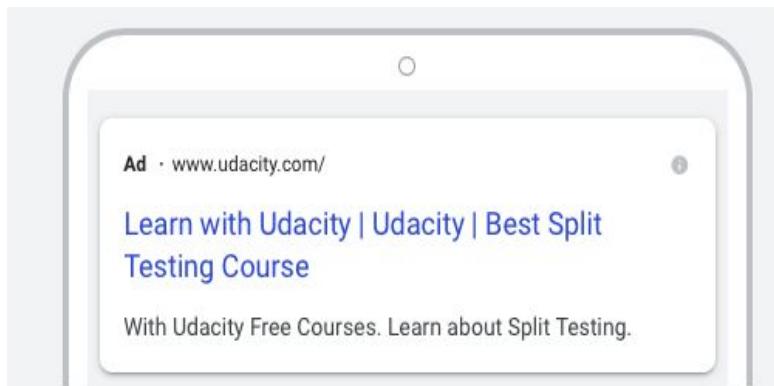 Ad · www.udacity.com/
Learn with Udacity | Udacity | Best Split
Testing Course
With Udacity Free Courses. Learn about Split Testing.